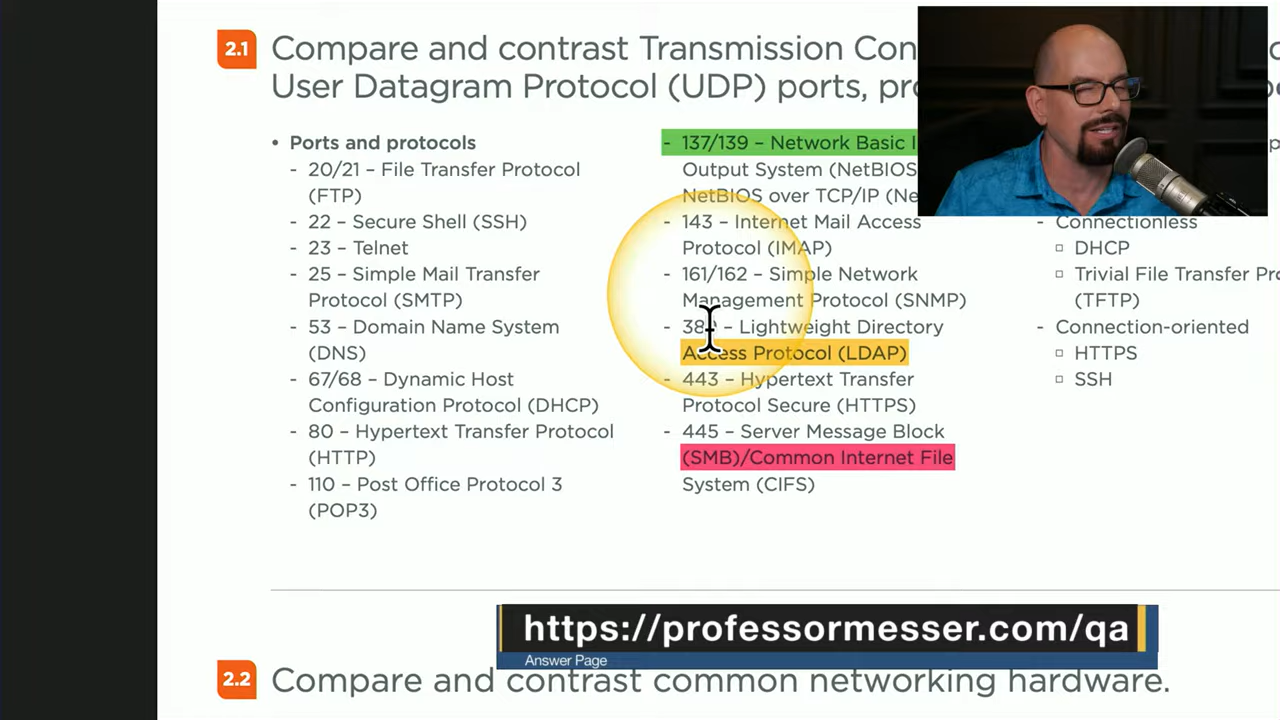 2.1
Compare and contrast Transmission Con
User Datagram Protocol (UDP) ports, pro
• Ports and protocols
- 20/21 – File Transfer Protocol
(FTP)
- 22 – Secure Shell (SSH)
- 23 – Telnet
- 25 – Simple Mail Transfer
Protocol (SMTP)
- 53 – Domain Name System
(DNS)
- 67/68 – Dynamic Host
Configuration Protocol (DHCP)
- 80 – Hypertext Transfer Protocol
(HTTP)
- 110 – Post Office Protocol 3
(POP3)
- 137/139 – Network Basic I
Output System (NetBIOS
NetBIOS over TCP/IP (Ne
- 143 – Internet Mail Access
Protocol (IMAP)
- 161/162 – Simple Network
Management Protocol (SNMP)
- 389 – Lightweight Directory
Access Protocol (LDAP)
- 443 – Hypertext Transfer
Protocol Secure (HTTPS)
- 445 – Server Message Block
(SMB)/Common Internet File
System (CIFS)
- Connectionless
DHCP
Trivial File Transfer Pro
(TFTP)
- Connection-oriented
HTTPS
SSH
https://professormesser.com/qa
Answer Page
2.2
Compare and contrast common networking hardware.